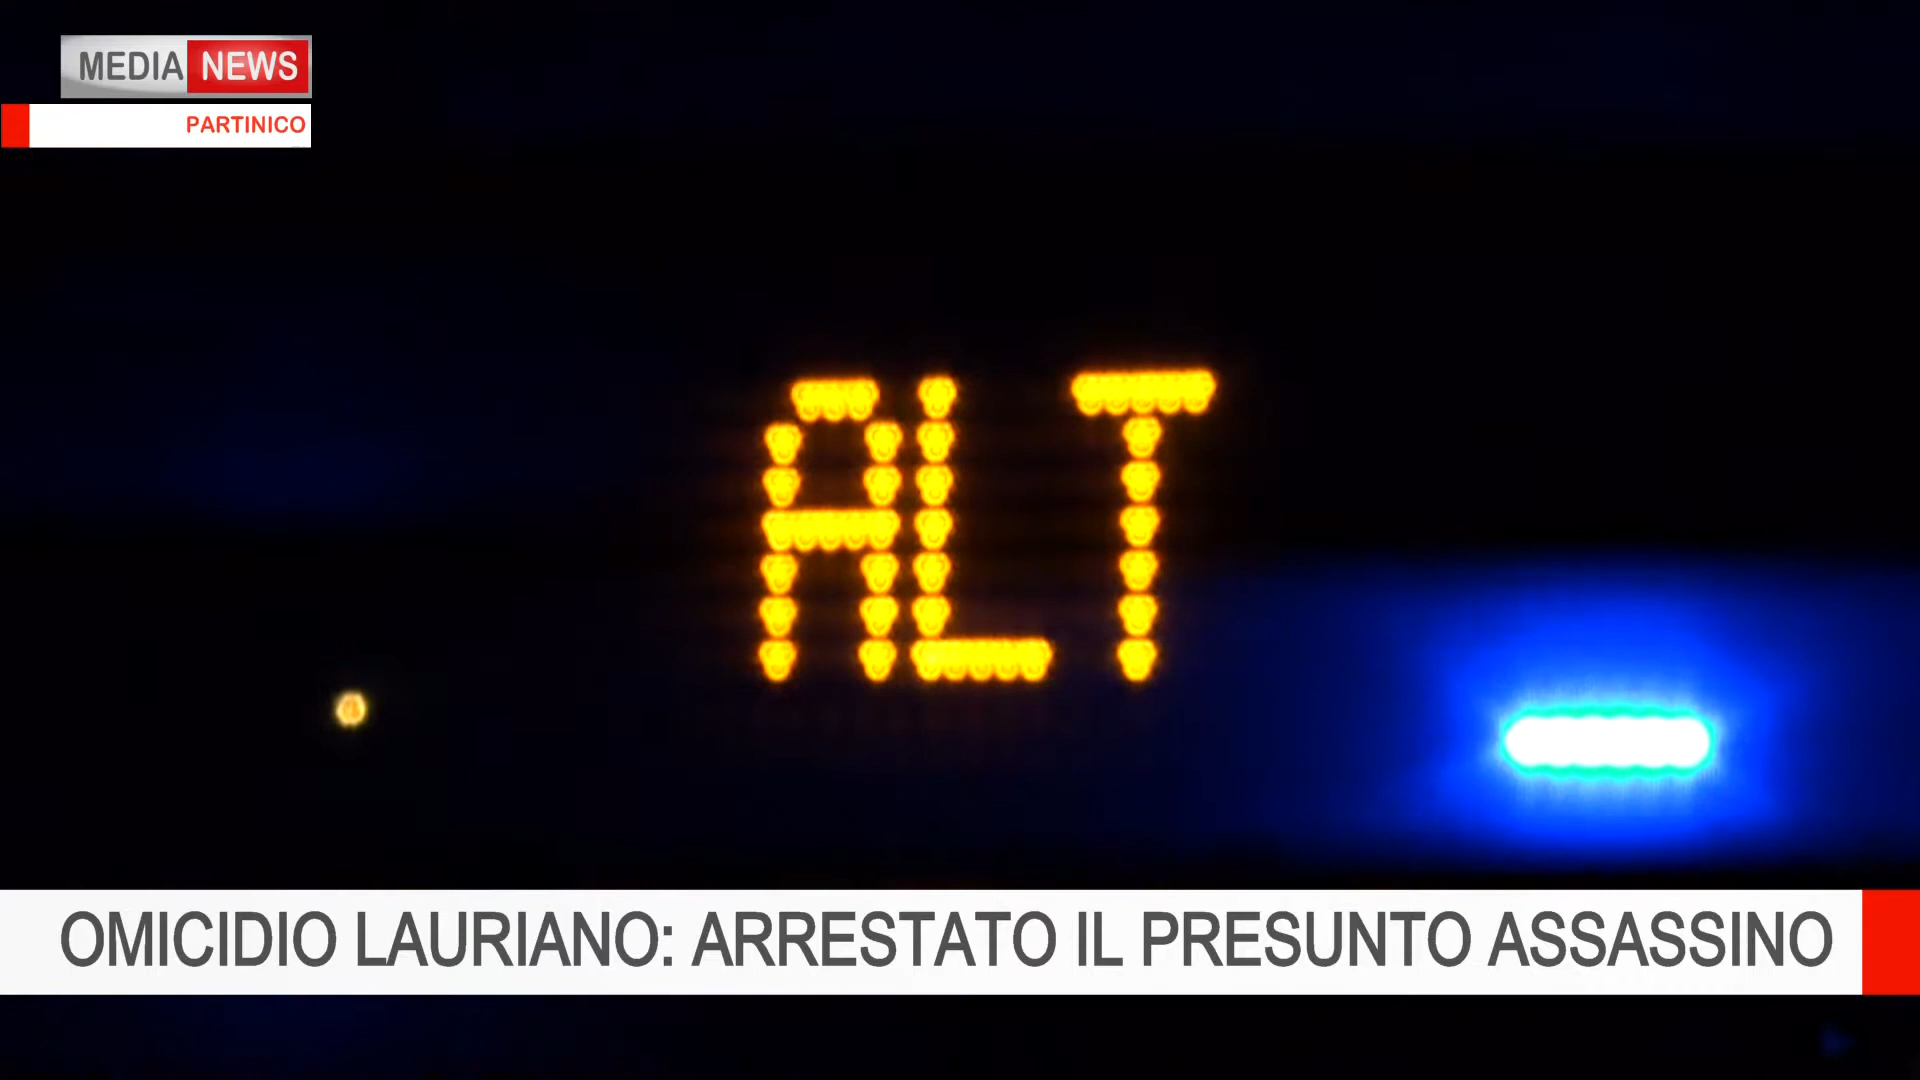 MEDIA NEWS
PARTINICO
ALT
OMICIDIO LAURIANO: ARRESTATO IL PRESUNTO ASSASSINO